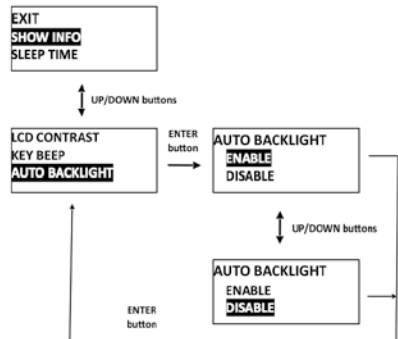 EXIT
SHOW INFO
SLEEP TIME
UP/DOWN buttons
LCD CONTRAST
KEY BEEP
AUTO BACKLIGHT
ENTER
button
AUTO BACKLIGHT
ENABLE
DISABLE
UP/DOWN buttons
AUTO BACKLIGHT
ENABLE
DISABLE
ENTER
button